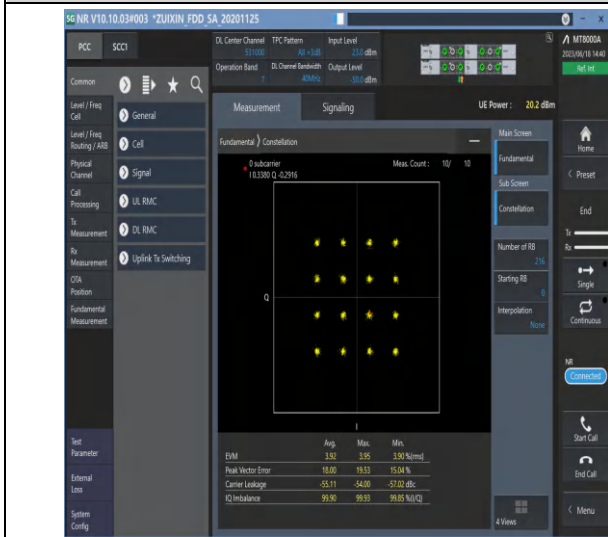 5G NR V10.10.03#003 *ZUIXIN_FDD_SA_20201125
PCC
SCC1
DL Center Channel
531000
TPC Pattern
All +3dB
Input Level
23.0 dBm
Operation Band
7
DL Channel Bandwidth
40MHz
Output Level
-50.0 dBm
MT8000A
2023/06/18 14:40
Ref. Int
Common
Level / Freq
Cell
Level / Freq
Routing / ARB
Physical
Channel
Call
Processing
Tx
Measurement
Rx
Measurement
OTA
Position
Fundamental
Measurement
Test
Parameter
External
Loss
System
Config
General
Cell
Signal
UL RMC
DL RMC
Uplink Tx Switching
Measurement
Signaling
UE Power : 20.2 dBm
Fundamental Constellation
0 subcarrier
I 0.3380 Q -0.2916
Meas. Count : 10/ 10
Q
I
Avg. Max. Min.
EVM 3.92 3.95 3.90 %(rms)
Peak Vector Error 18.00 19.53 15.04 %
Carrier Leakage -55.11 -54.00 -57.02 dBc
IQ Imbalance 99.90 99.93 99.85 %(I/Q)
Main Screen
Fundamental
Sub Screen
Constellation
Number of RB
216
Starting RB
0
Interpolation
None
4 Views
Home
Preset
End
Tx
Rx
Single
Continuous
NR
Connected
Start Call
End Call
Menu